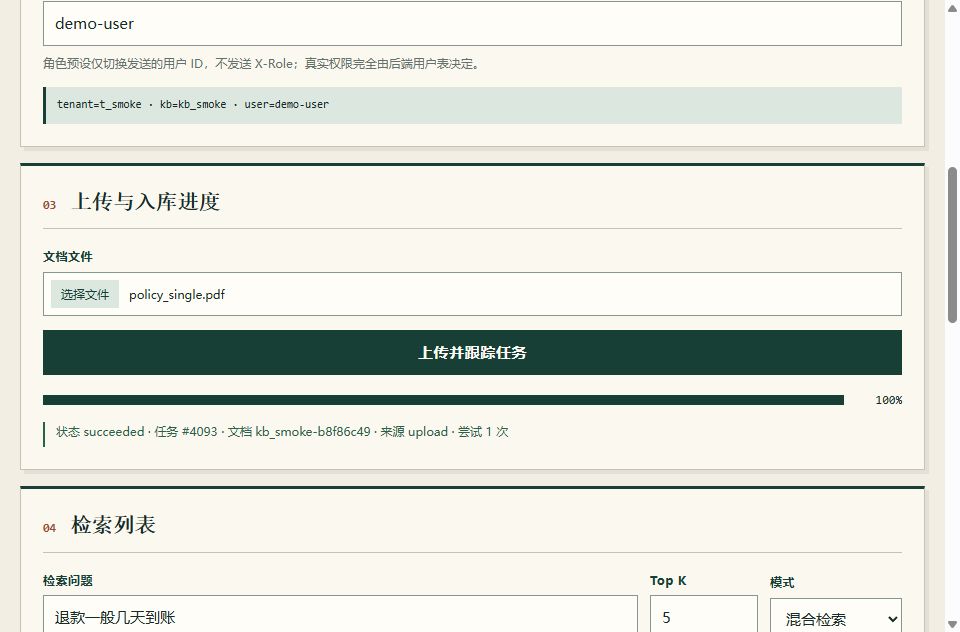 demo-user
角色预设仅切换发送的用户 ID，不发送 X-Role；真实权限完全由后端用户表决定。
tenant=t_smoke · kb=kb_smoke · user=demo-user
03 上传与入库进度
文档文件
选择文件 policy_single.pdf
上传并跟踪任务
100%
状态 succeeded · 任务 #4093 · 文档 kb_smoke-b8f86c49 · 来源 upload · 尝试 1 次
04 检索列表
检索问题 Top K 模式
退款一般几天到账 5 混合检索